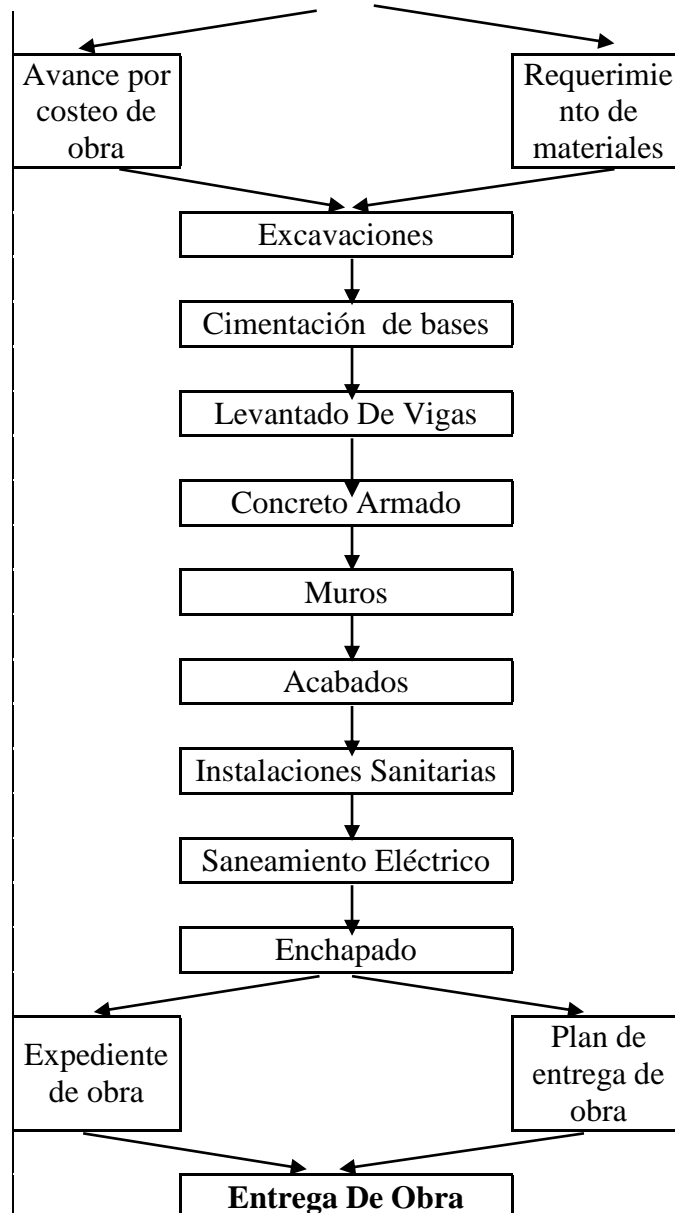 Avance por
costeo de
obra
Requerimie
nto de
materiales
Excavaciones
Cimentación  de bases
Levantado De Vigas
Concreto Armado
Muros
Acabados
Instalaciones Sanitarias
Saneamiento Eléctrico
Enchapado
Expediente
de obra
Plan de
entrega de
obra
Entrega De Obra